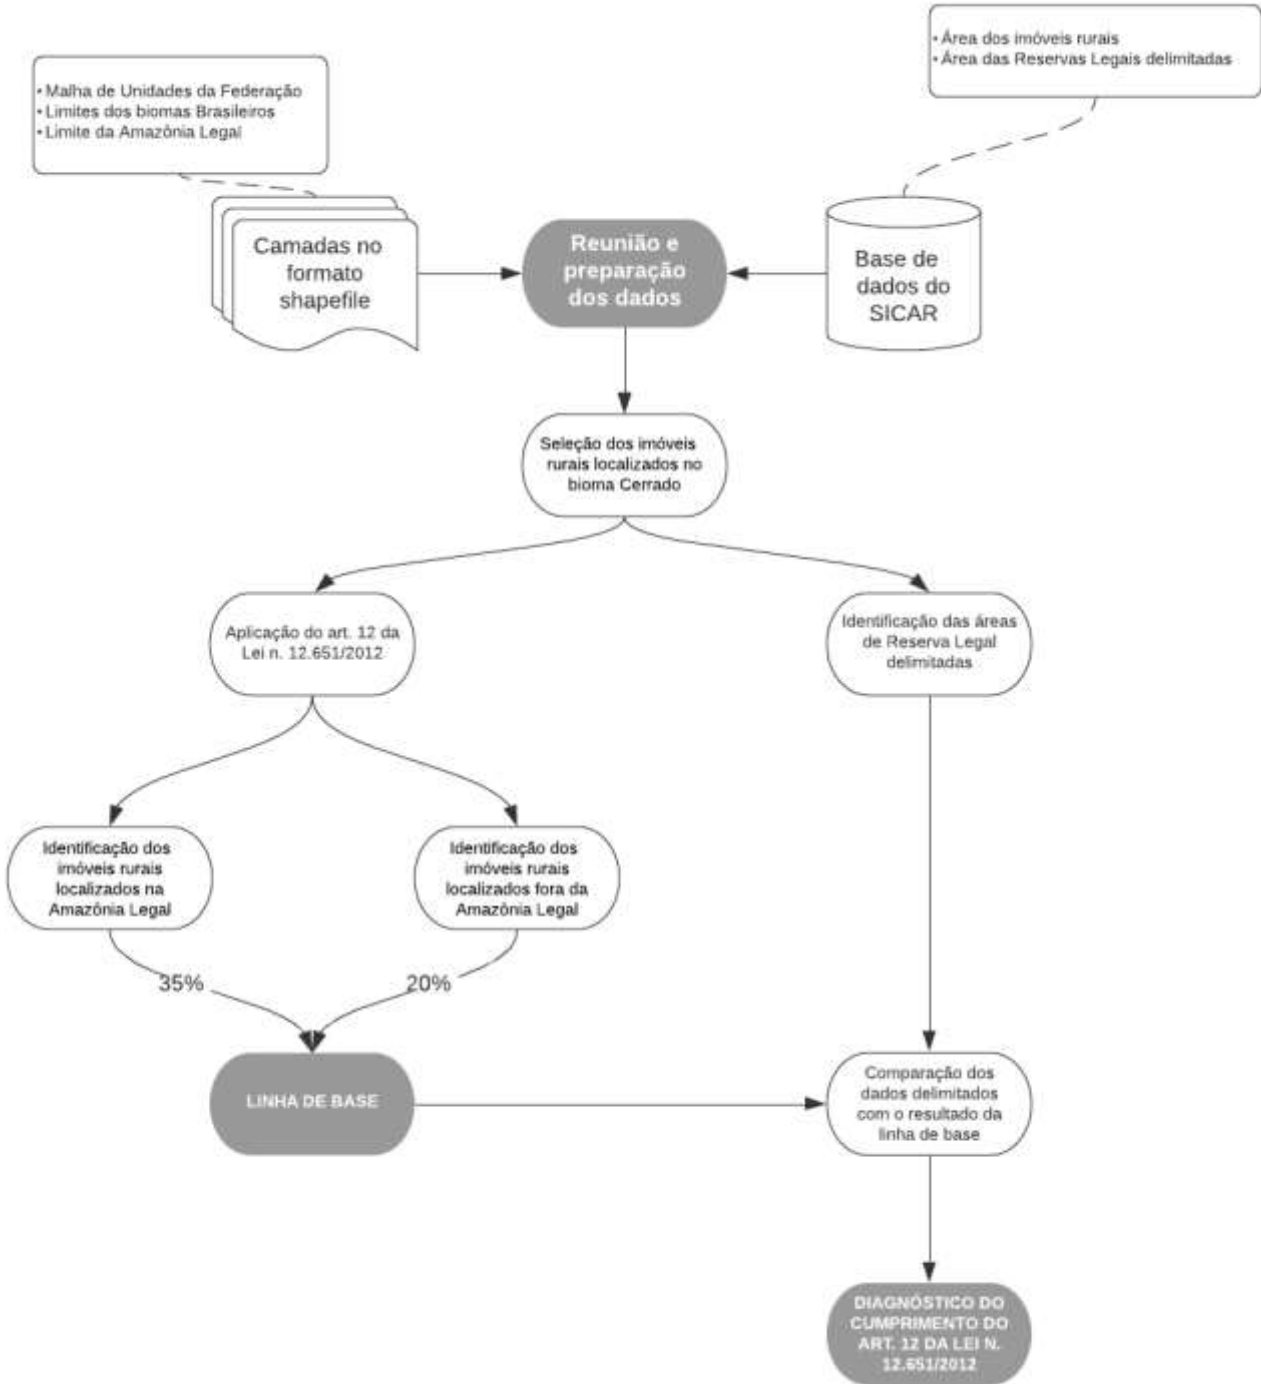 • Área dos imóveis rurais
• Área das Reservas Legais delimitadas
• Malha de Unidades da Federação
• Limites dos biomas Brasileiros
• Limite da Amazônia Legal
Camadas no
formato
shapefile
Reunião e
preparação
dos dados
Base de
dados do
SICAR
Seleção dos imóveis
rurais localizados no
bioma Cerrado
Aplicação do art. 12 da
Lei n. 12.651/2012
Identificação das áreas
de Reserva Legal
delimitadas
Identificação dos
imóveis rurais
localizados na
Amazônia Legal
Identificação dos
imóveis rurais
localizados fora da
Amazônia Legal
35%
20%
LINHA DE BASE
Comparação dos
dados delimitados
com o resultado da
linha de base
DIAGNÓSTICO DO
CUMPRIMENTO DO
ART. 12 DA LEI N.
12.651/2012